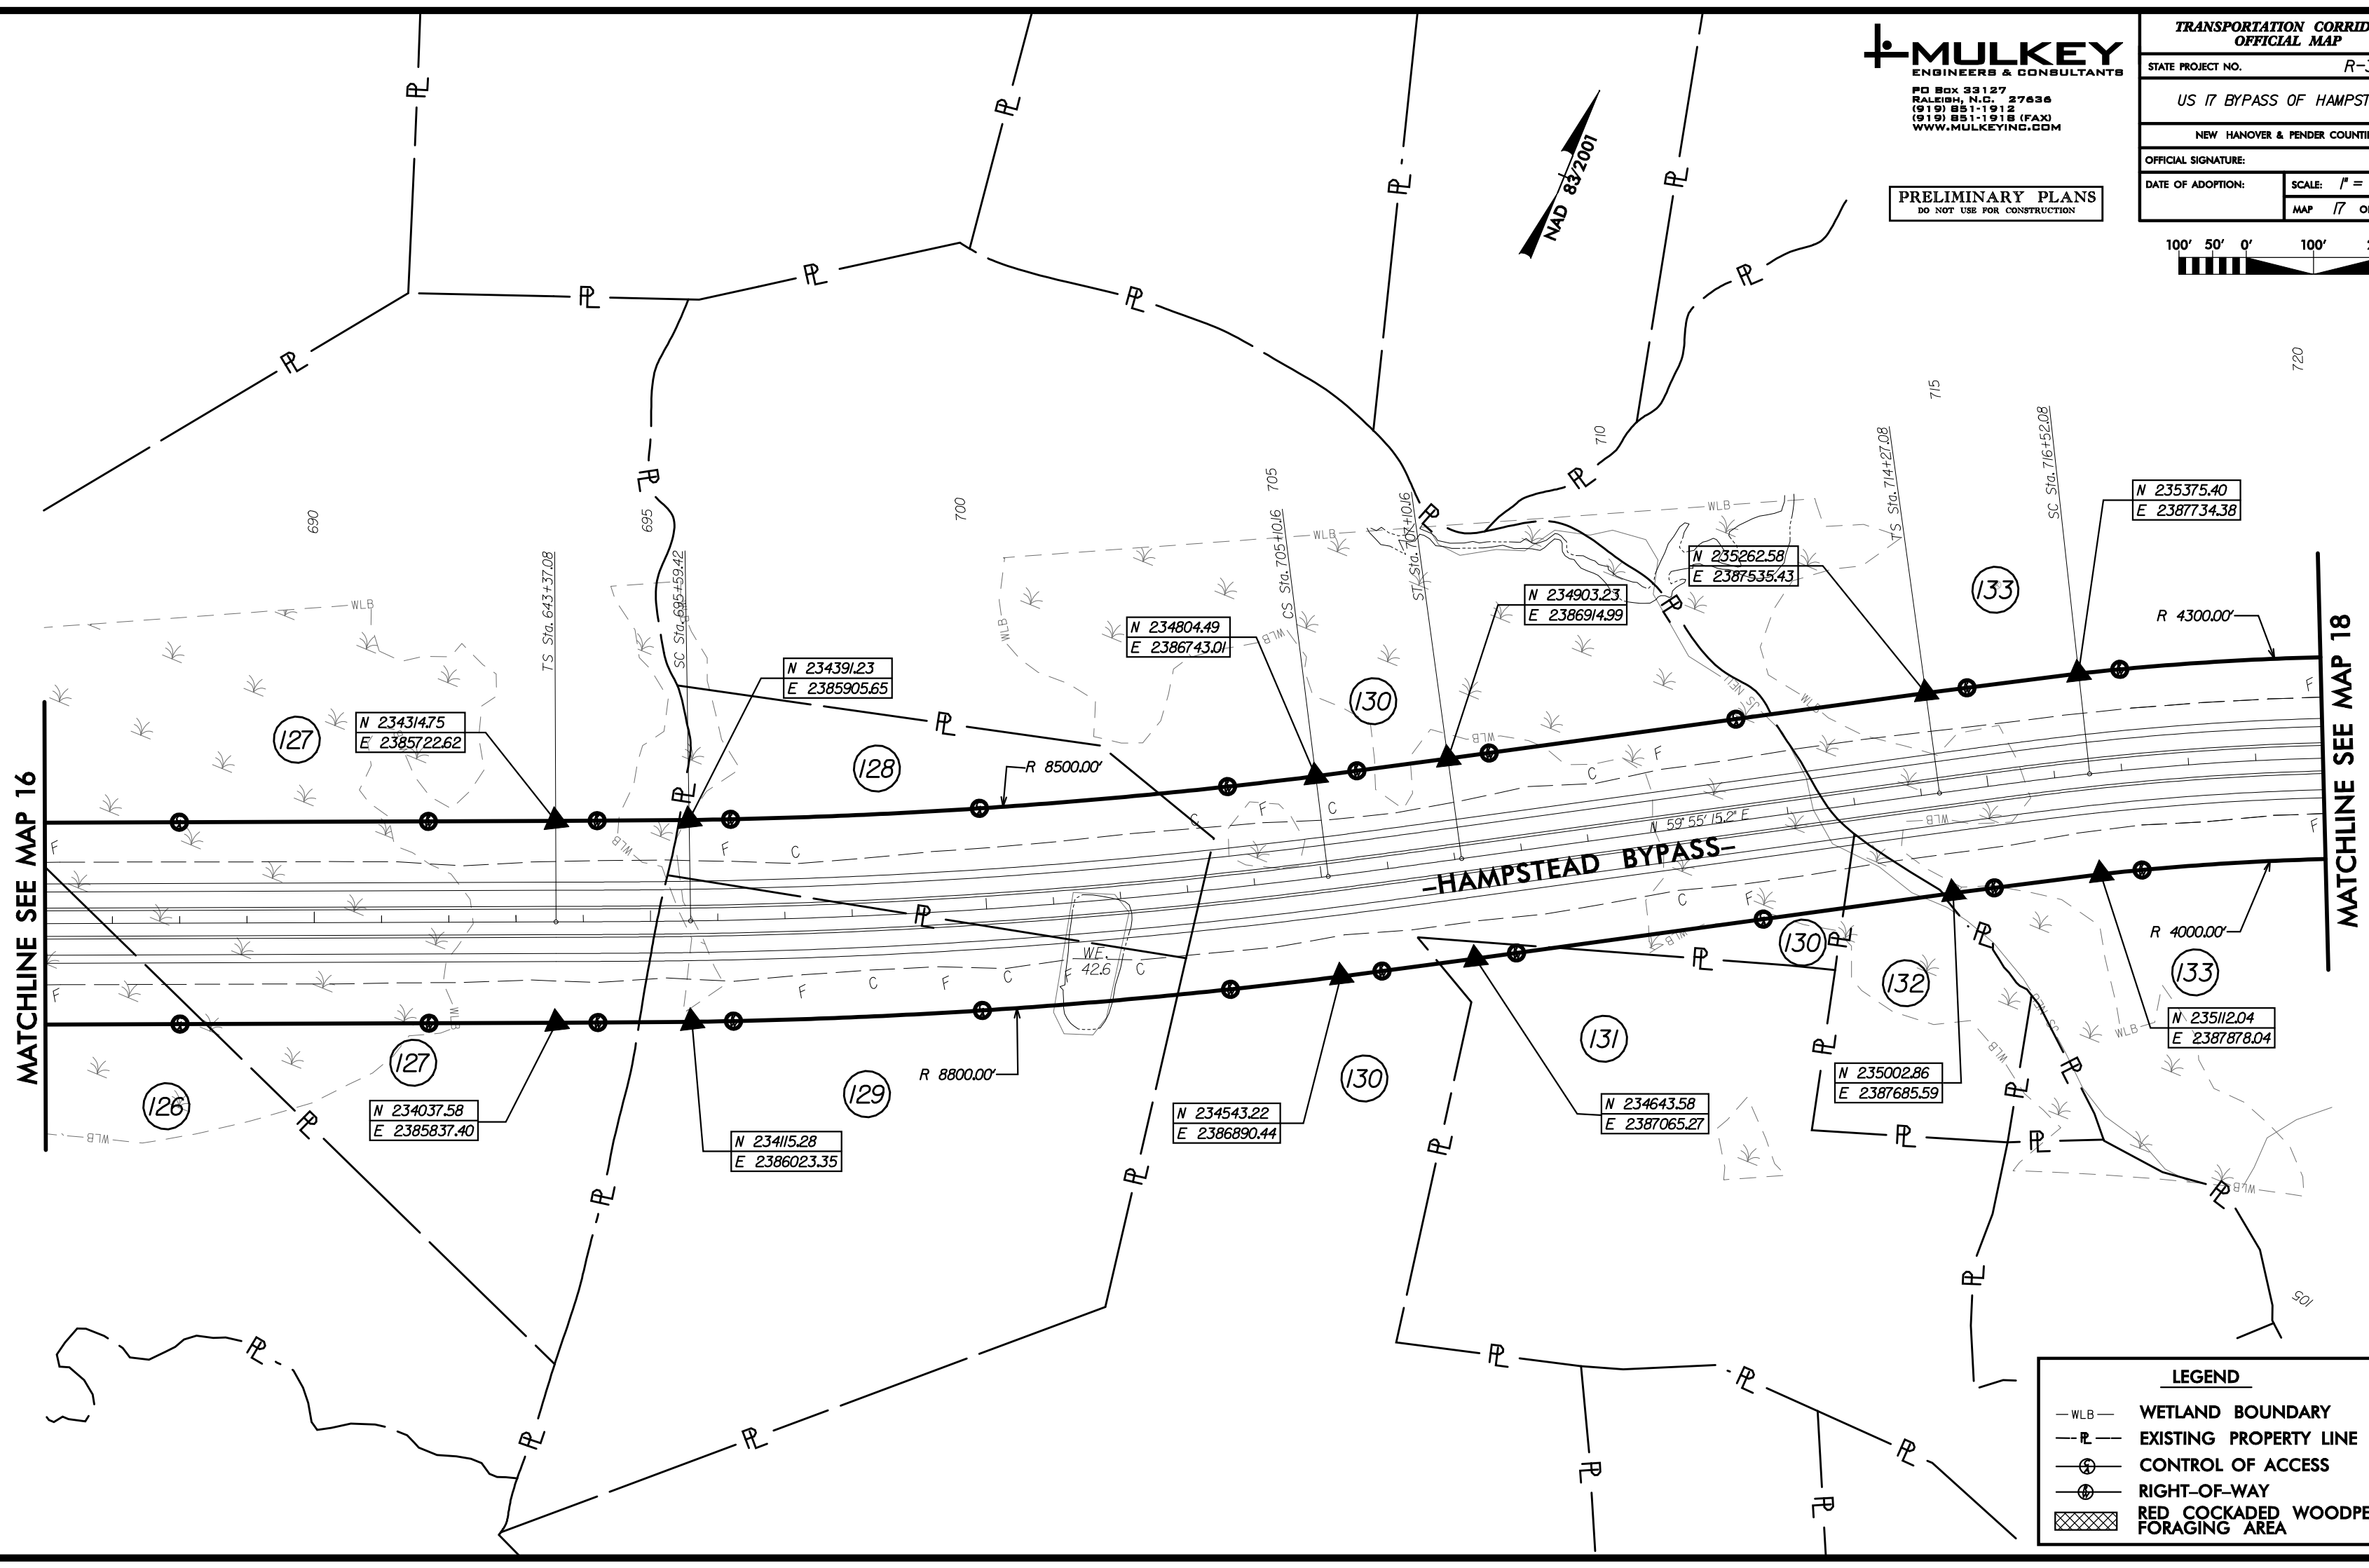 MULKEY
ENGINEERS & CONSULTANTS
PO Box 33127
RALEIGH, N.C. 27636
(919) 851-1912
(919) 851-1918 (FAX)
WWW.MULKEYINC.COM
TRANSPORTATION CORRID
OFFICIAL MAP
STATE PROJECT NO. R-3
US 17 BYPASS OF HAMPST
NEW HANOVER & PENDER COUNTI
OFFICIAL SIGNATURE:
DATE OF ADOPTION:
SCALE: 1" =
MAP 17 O
PRELIMINARY PLANS
DO NOT USE FOR CONSTRUCTION
100' 50' 0' 100'
NAD 83/2001
690
695
700
705
710
715
720
TS Sta. 643+37.08
SC Sta. 695+59.42
CS Sta. 705+10.16
ST Sta. 707+10.16
TS Sta. 714+27.08
SC Sta. 716+52.08
N 235375.40
E 2387734.38
N 235262.58
E 2387535.43
N 234903.23
E 2386914.99
N 234804.49
E 2386743.01
N 234391.23
E 2385905.65
N 234314.75
E 2385722.62
133
R 4300.00'
127
128
130
R 8500.00'
MATCHLINE SEE MAP 16
MATCHLINE SEE MAP 18
N 59° 55' 15.2" E
-HAMPSTEAD BYPASS-
WE.
42.6
130
132
133
R 4000.00'
126
127
129
R 8800.00'
130
131
N 235112.04
E 2387878.04
N 235002.86
E 2387685.59
N 234643.58
E 2387065.27
N 234543.22
E 2386890.44
N 234037.58
E 2385837.40
N 234115.28
E 2386023.35
WLB
PL
C
F
105
LEGEND
WLB WETLAND BOUNDARY
PL EXISTING PROPERTY LINE
CONTROL OF ACCESS
RIGHT-OF-WAY
RED COCKADED WOODPE
FORAGING AREA